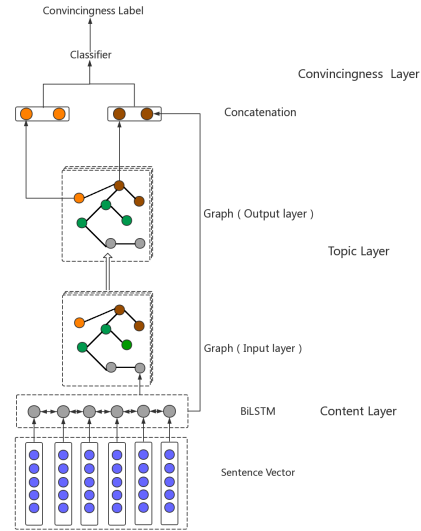 Convincingness Label
Classifier
Convincingness Layer
Concatenation
Graph ( Output layer )
Topic Layer
Graph ( Input layer )
BiLSTM
Content Layer
Sentence Vector